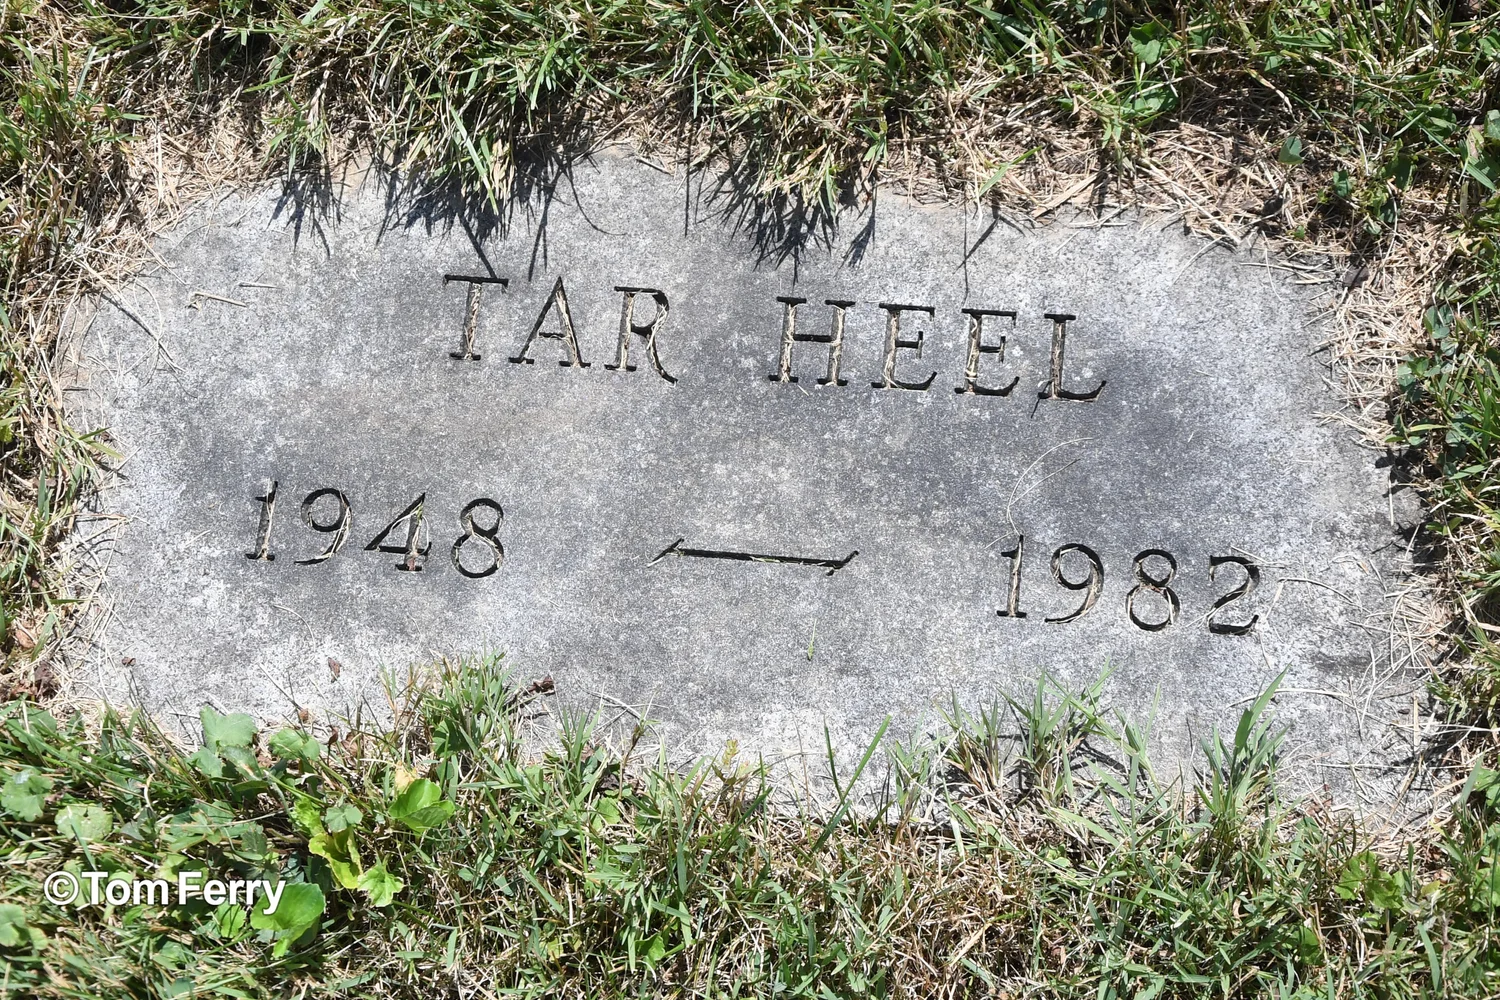 TAR HEEL
1948 — 1982
©Tom Ferry